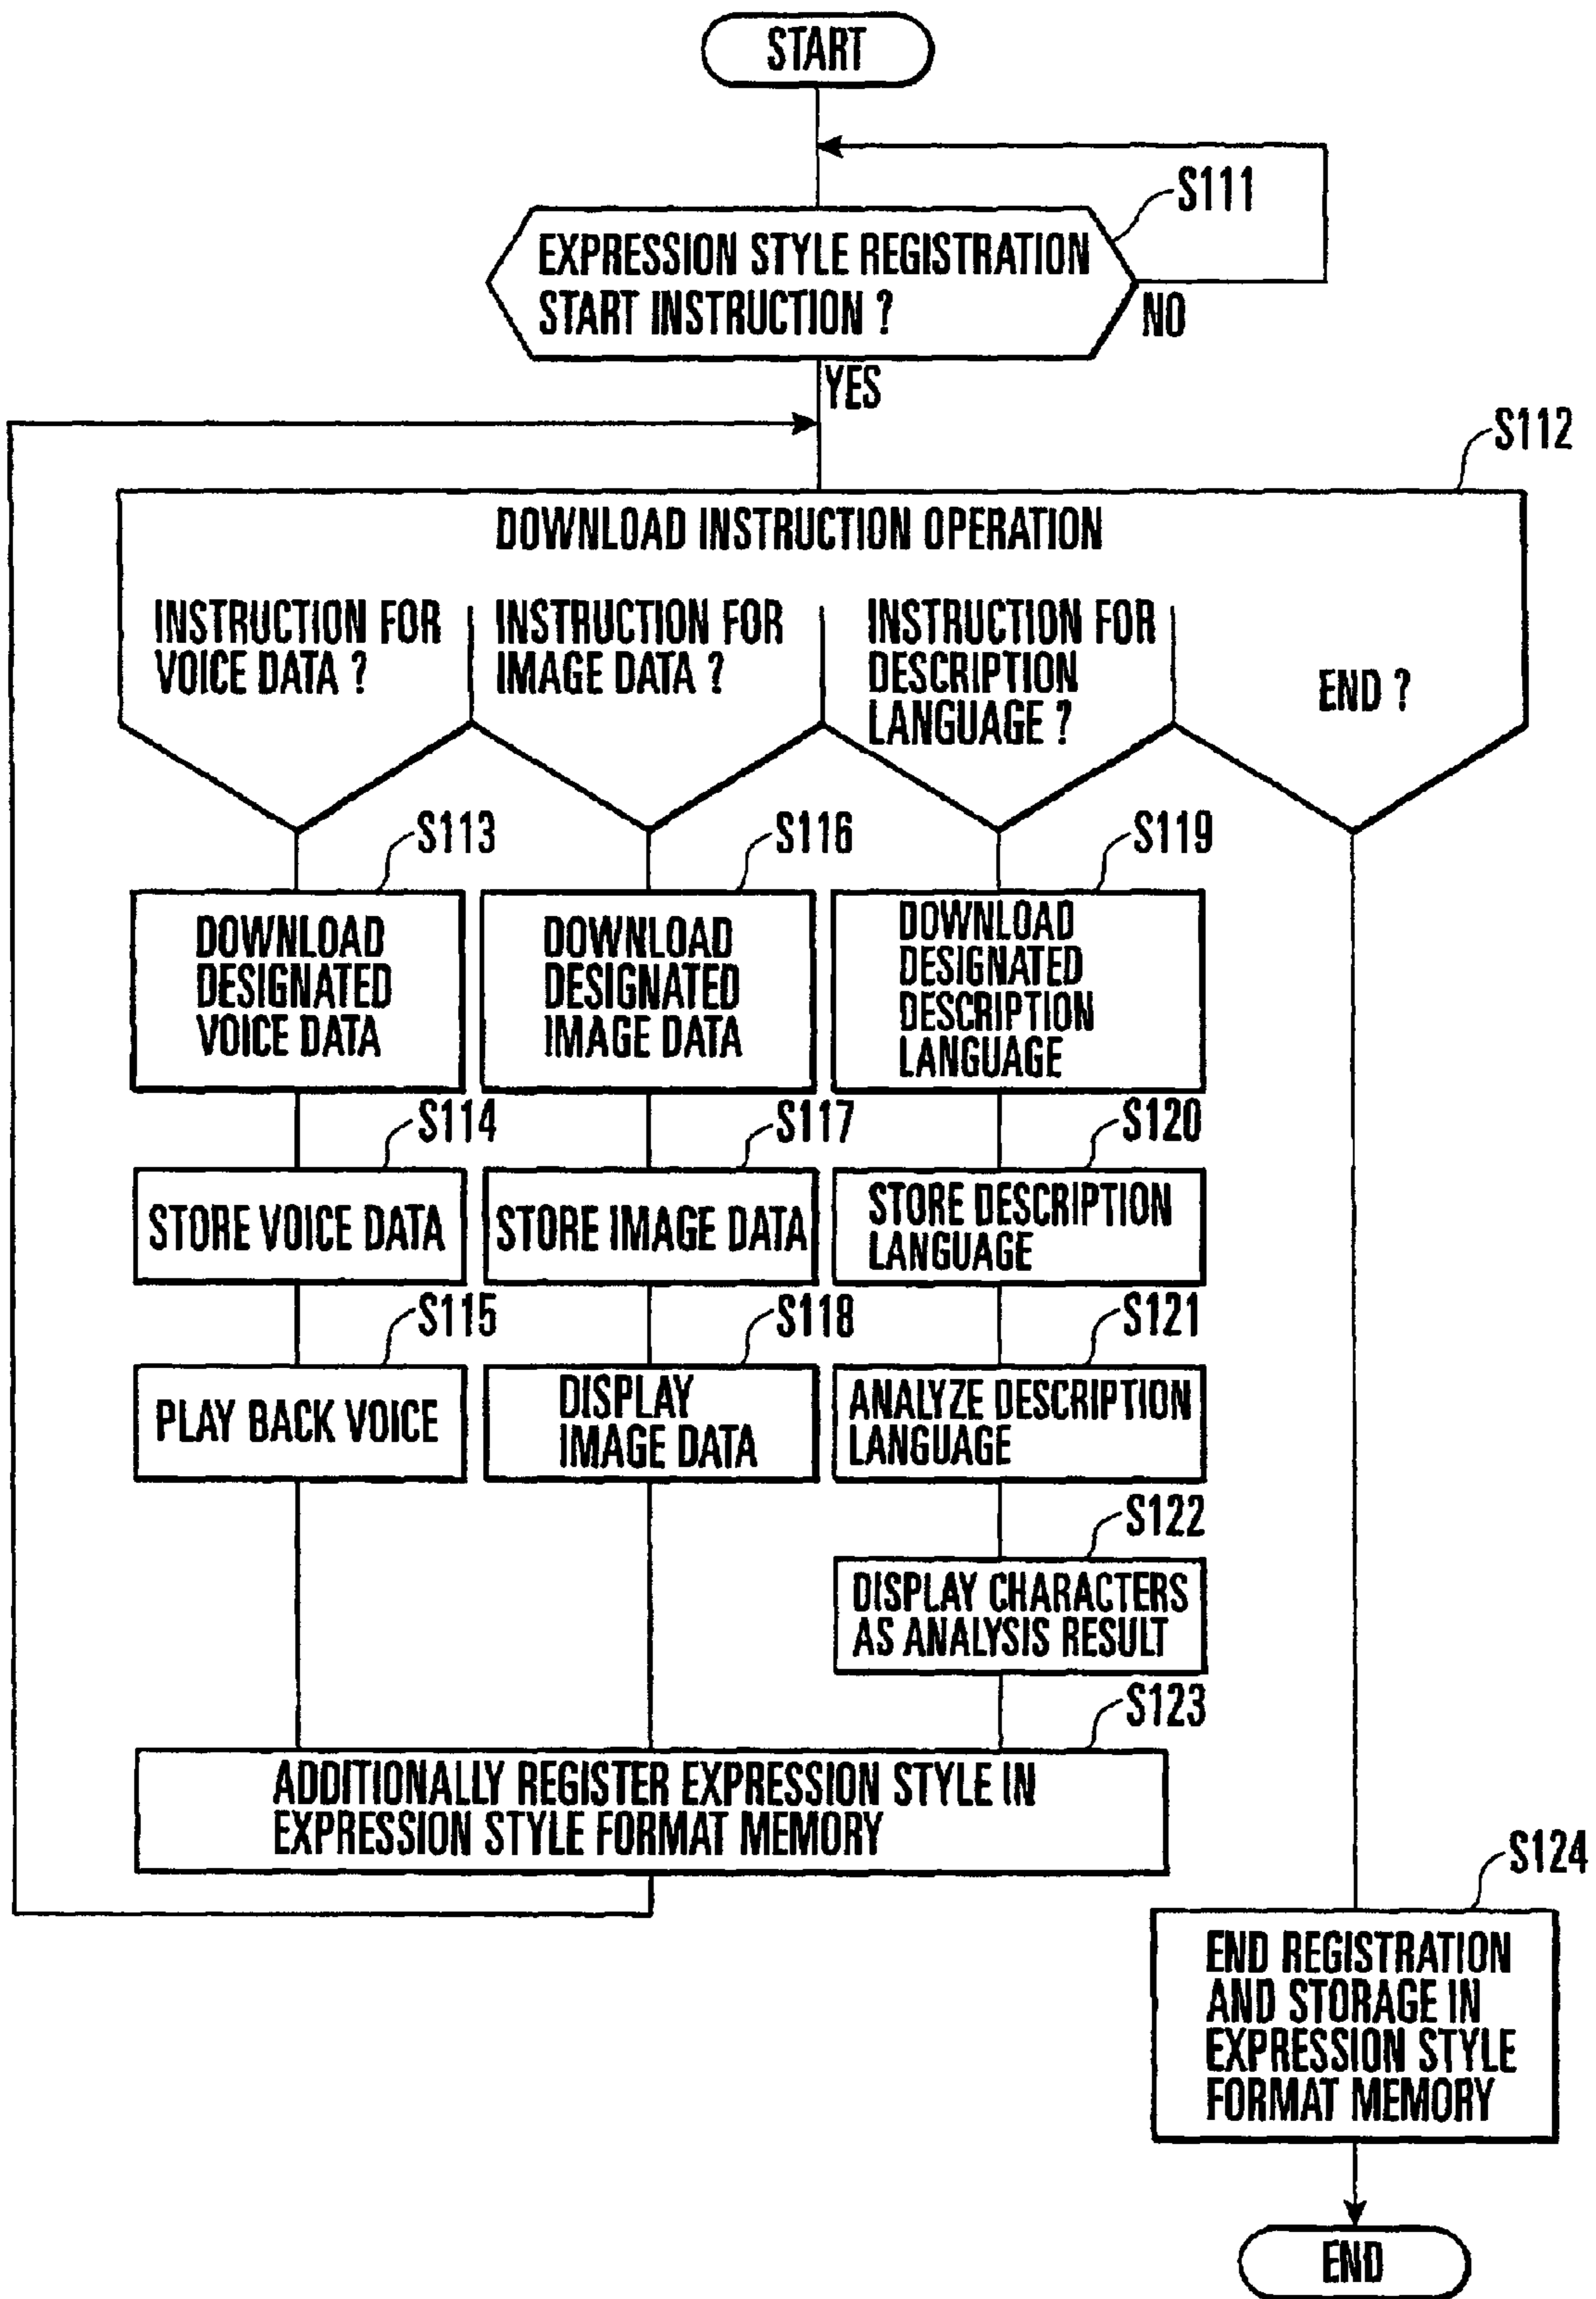 START
S111
EXPRESSION STYLE REGISTRATION
START INSTRUCTION ?
NO
YES
S112
DOWNLOAD INSTRUCTION OPERATION
INSTRUCTION FOR
VOICE DATA ?
INSTRUCTION FOR
IMAGE DATA ?
INSTRUCTION FOR
DESCRIPTION
LANGUAGE ?
END ?
S113
DOWNLOAD
DESIGNATED
VOICE DATA
S116
DOWNLOAD
DESIGNATED
IMAGE DATA
S119
DOWNLOAD
DESIGNATED
DESCRIPTION
LANGUAGE
S114
STORE VOICE DATA
S117
STORE IMAGE DATA
S120
STORE DESCRIPTION
LANGUAGE
S115
PLAY BACK VOICE
S118
DISPLAY
IMAGE DATA
S121
ANALYZE DESCRIPTION
LANGUAGE
S122
DISPLAY CHARACTERS
AS ANALYSIS RESULT
S123
ADDITIONALLY REGISTER EXPRESSION STYLE IN
EXPRESSION STYLE FORMAT MEMORY
S124
END REGISTRATION
AND STORAGE IN
EXPRESSION STYLE
FORMAT MEMORY
END